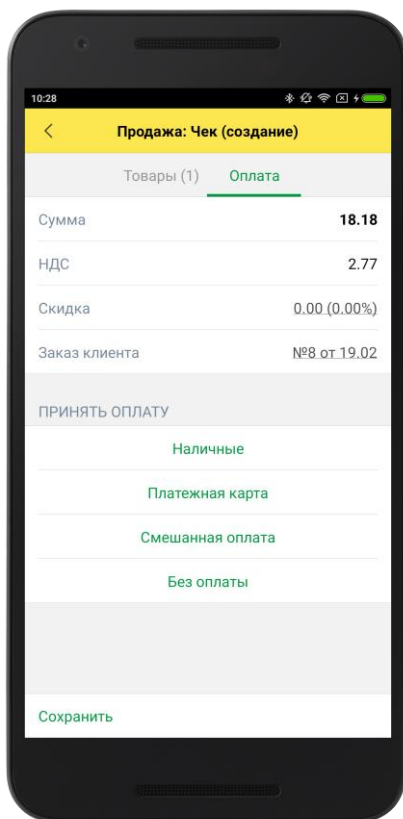 10:28
Продажа: Чек (создание)
Товары (1) Оплата
Сумма 18.18
НДС 2.77
Скидка 0.00 (0.00%)
Заказ клиента №8 от 19.02
ПРИНЯТЬ ОПЛАТУ
Наличные
Платежная карта
Смешанная оплата
Без оплаты
Сохранить